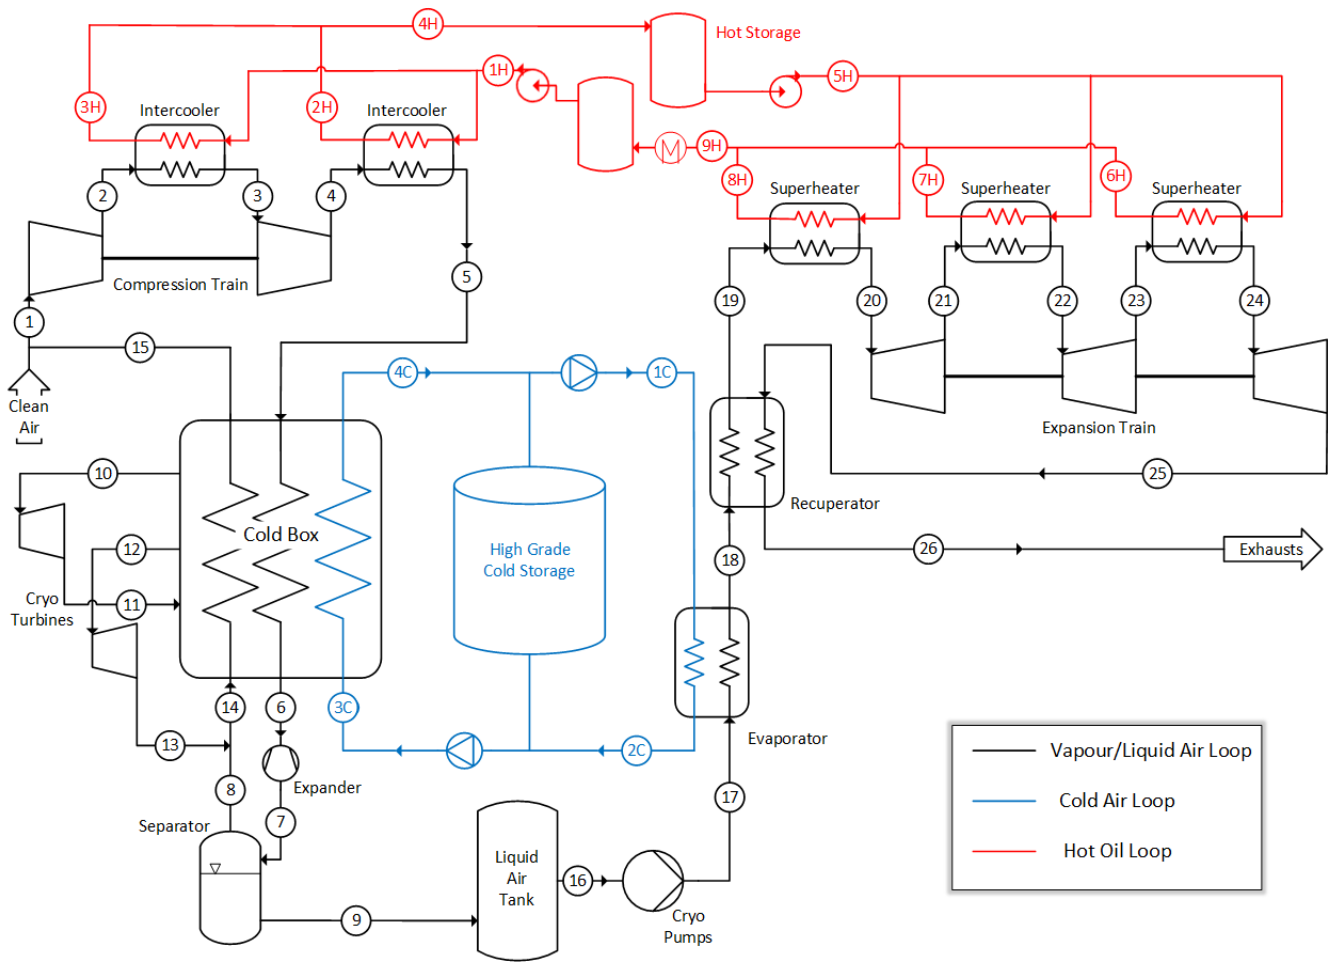 4H
Hot Storage
1H
5H
3H
Intercooler
2H
Intercooler
M
9H
8H
7H
6H
Superheater
Superheater
Superheater
2
3
4
5
Compression Train
1
15
19
20
21
22
23
24
4C
1C
Clean
Air
Expansion Train
10
25
Recuperator
Cold Box
12
High Grade
Cold Storage
26
Exhausts
18
11
Cryo
Turbines
14
6
3C
13
2C
Evaporator
Vapour/Liquid Air Loop
8
Expander
17
Cold Air Loop
Separator
7
Hot Oil Loop
Liquid
Air
Tank
16
9
Cryo
Pumps